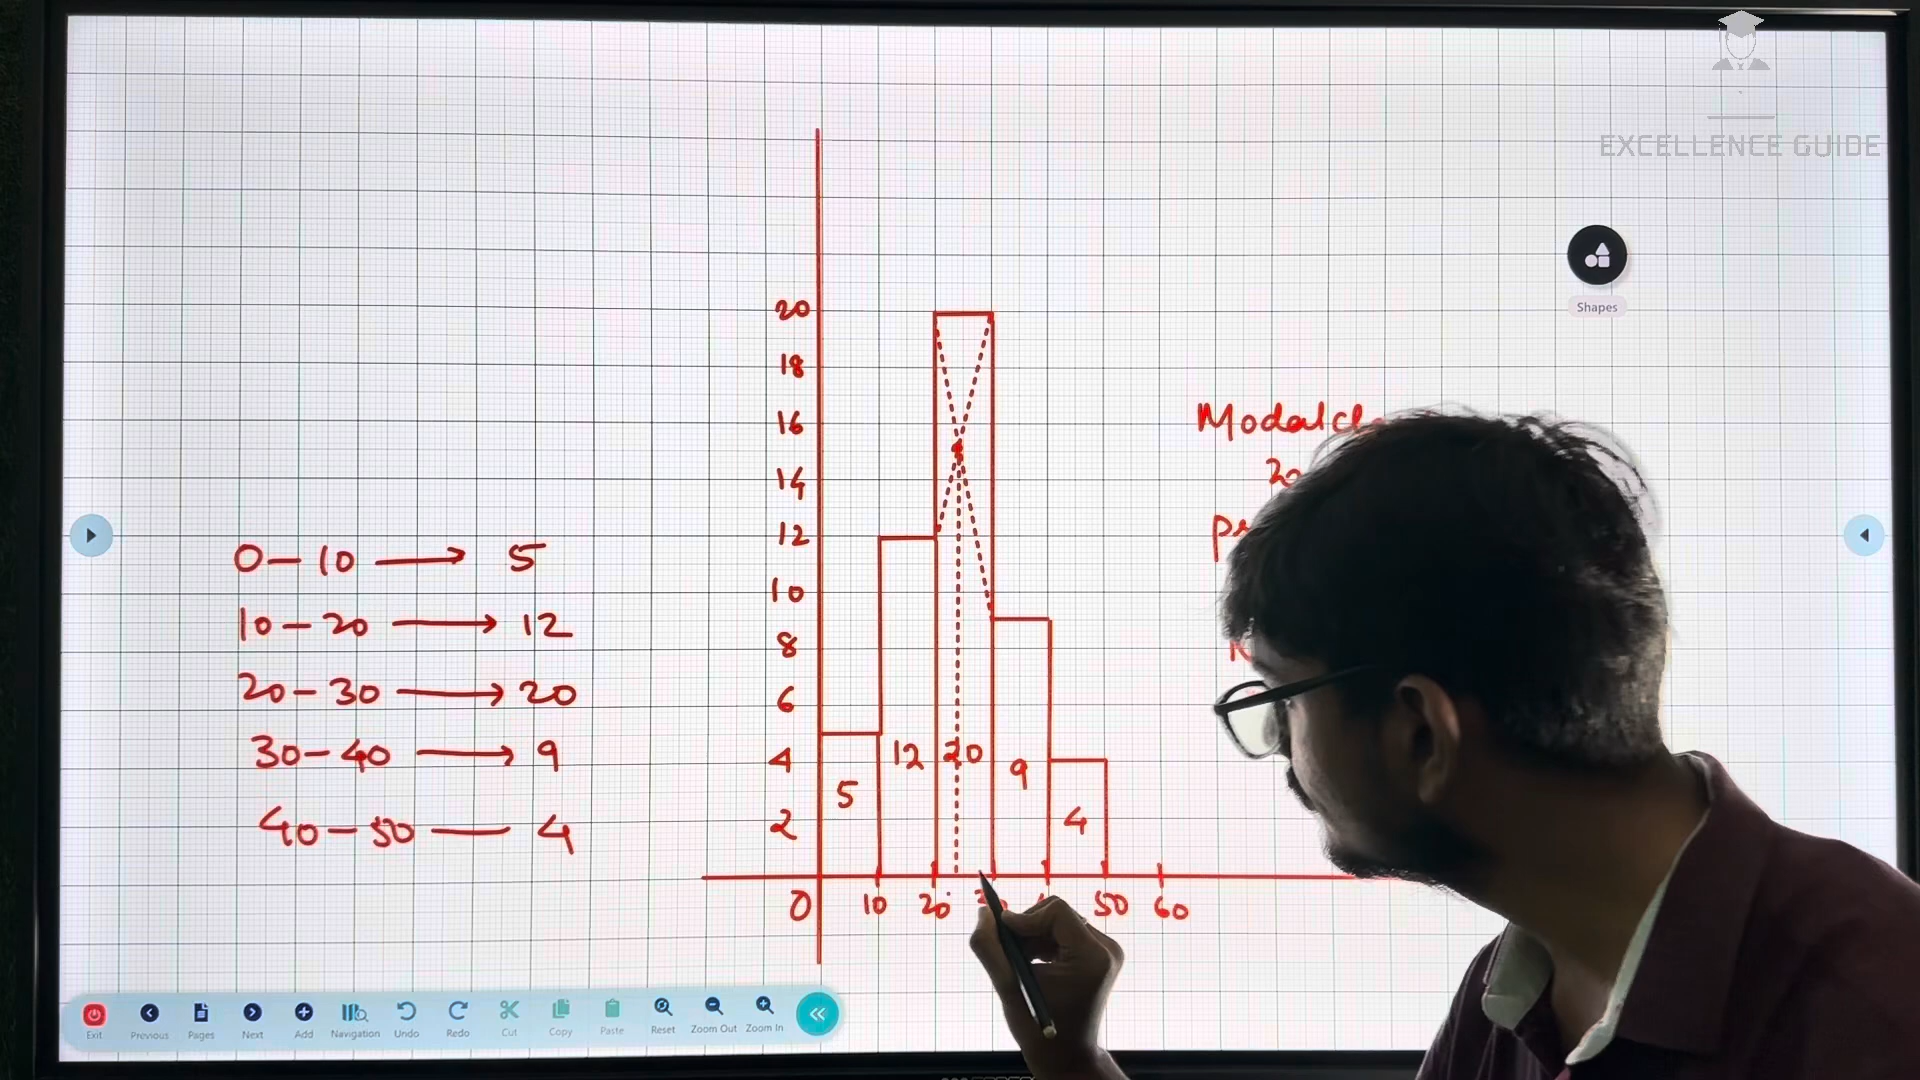 EXCELLENCE GUIDE
Shapes
0 — 10 → 5
10 — 20 → 12
20 — 30 → 20
30 — 40 → 9
40 — 50 — 4
20
18
16
14
12
10
8
6
4
2
5
12
20
9
4
0 10 20 50 60
Exit Previous Pages Next Add Navigation Undo Redo Cut Copy Paste Reset Zoom Out Zoom In